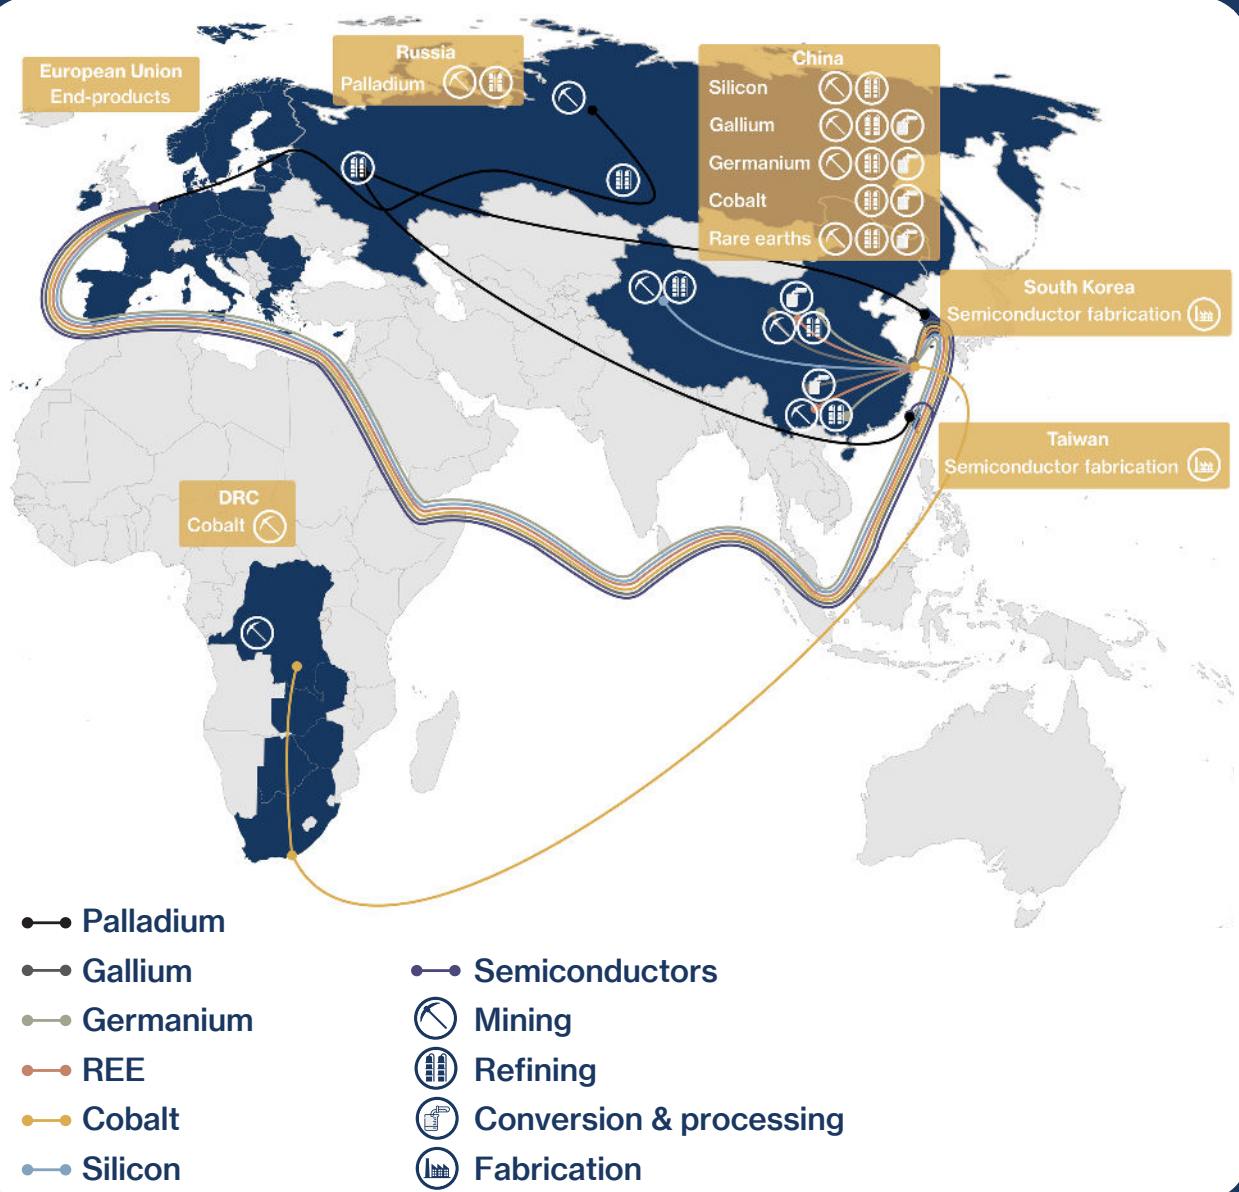 European Union
End-products
Russia
Palladium
China
Silicon
Gallium
Germanium
Cobalt
Rare earths
South Korea
Semiconductor fabrication
Taiwan
Semiconductor fabrication
DRC
Cobalt
Palladium
Gallium
Germanium
REE
Cobalt
Silicon
Semiconductors
Mining
Refining
Conversion & processing
Fabrication